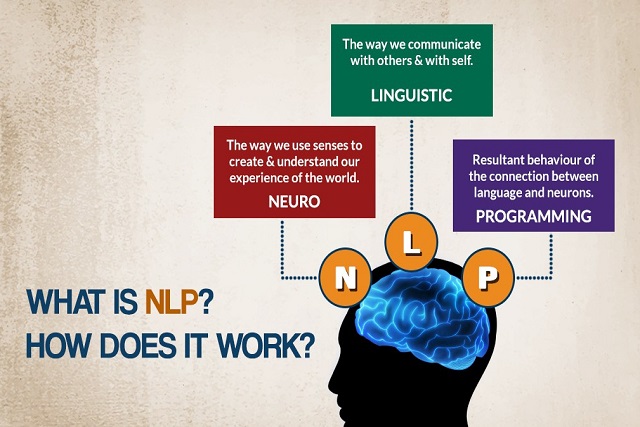 The way we communicate
with others & with self.
LINGUISTIC
The way we use senses to
create & understand our
experience of the world.
NEURO
Resultant behaviour of
the connection between
language and neurons.
PROGRAMMING
N
L
P
WHAT IS NLP?
HOW DOES IT WORK?